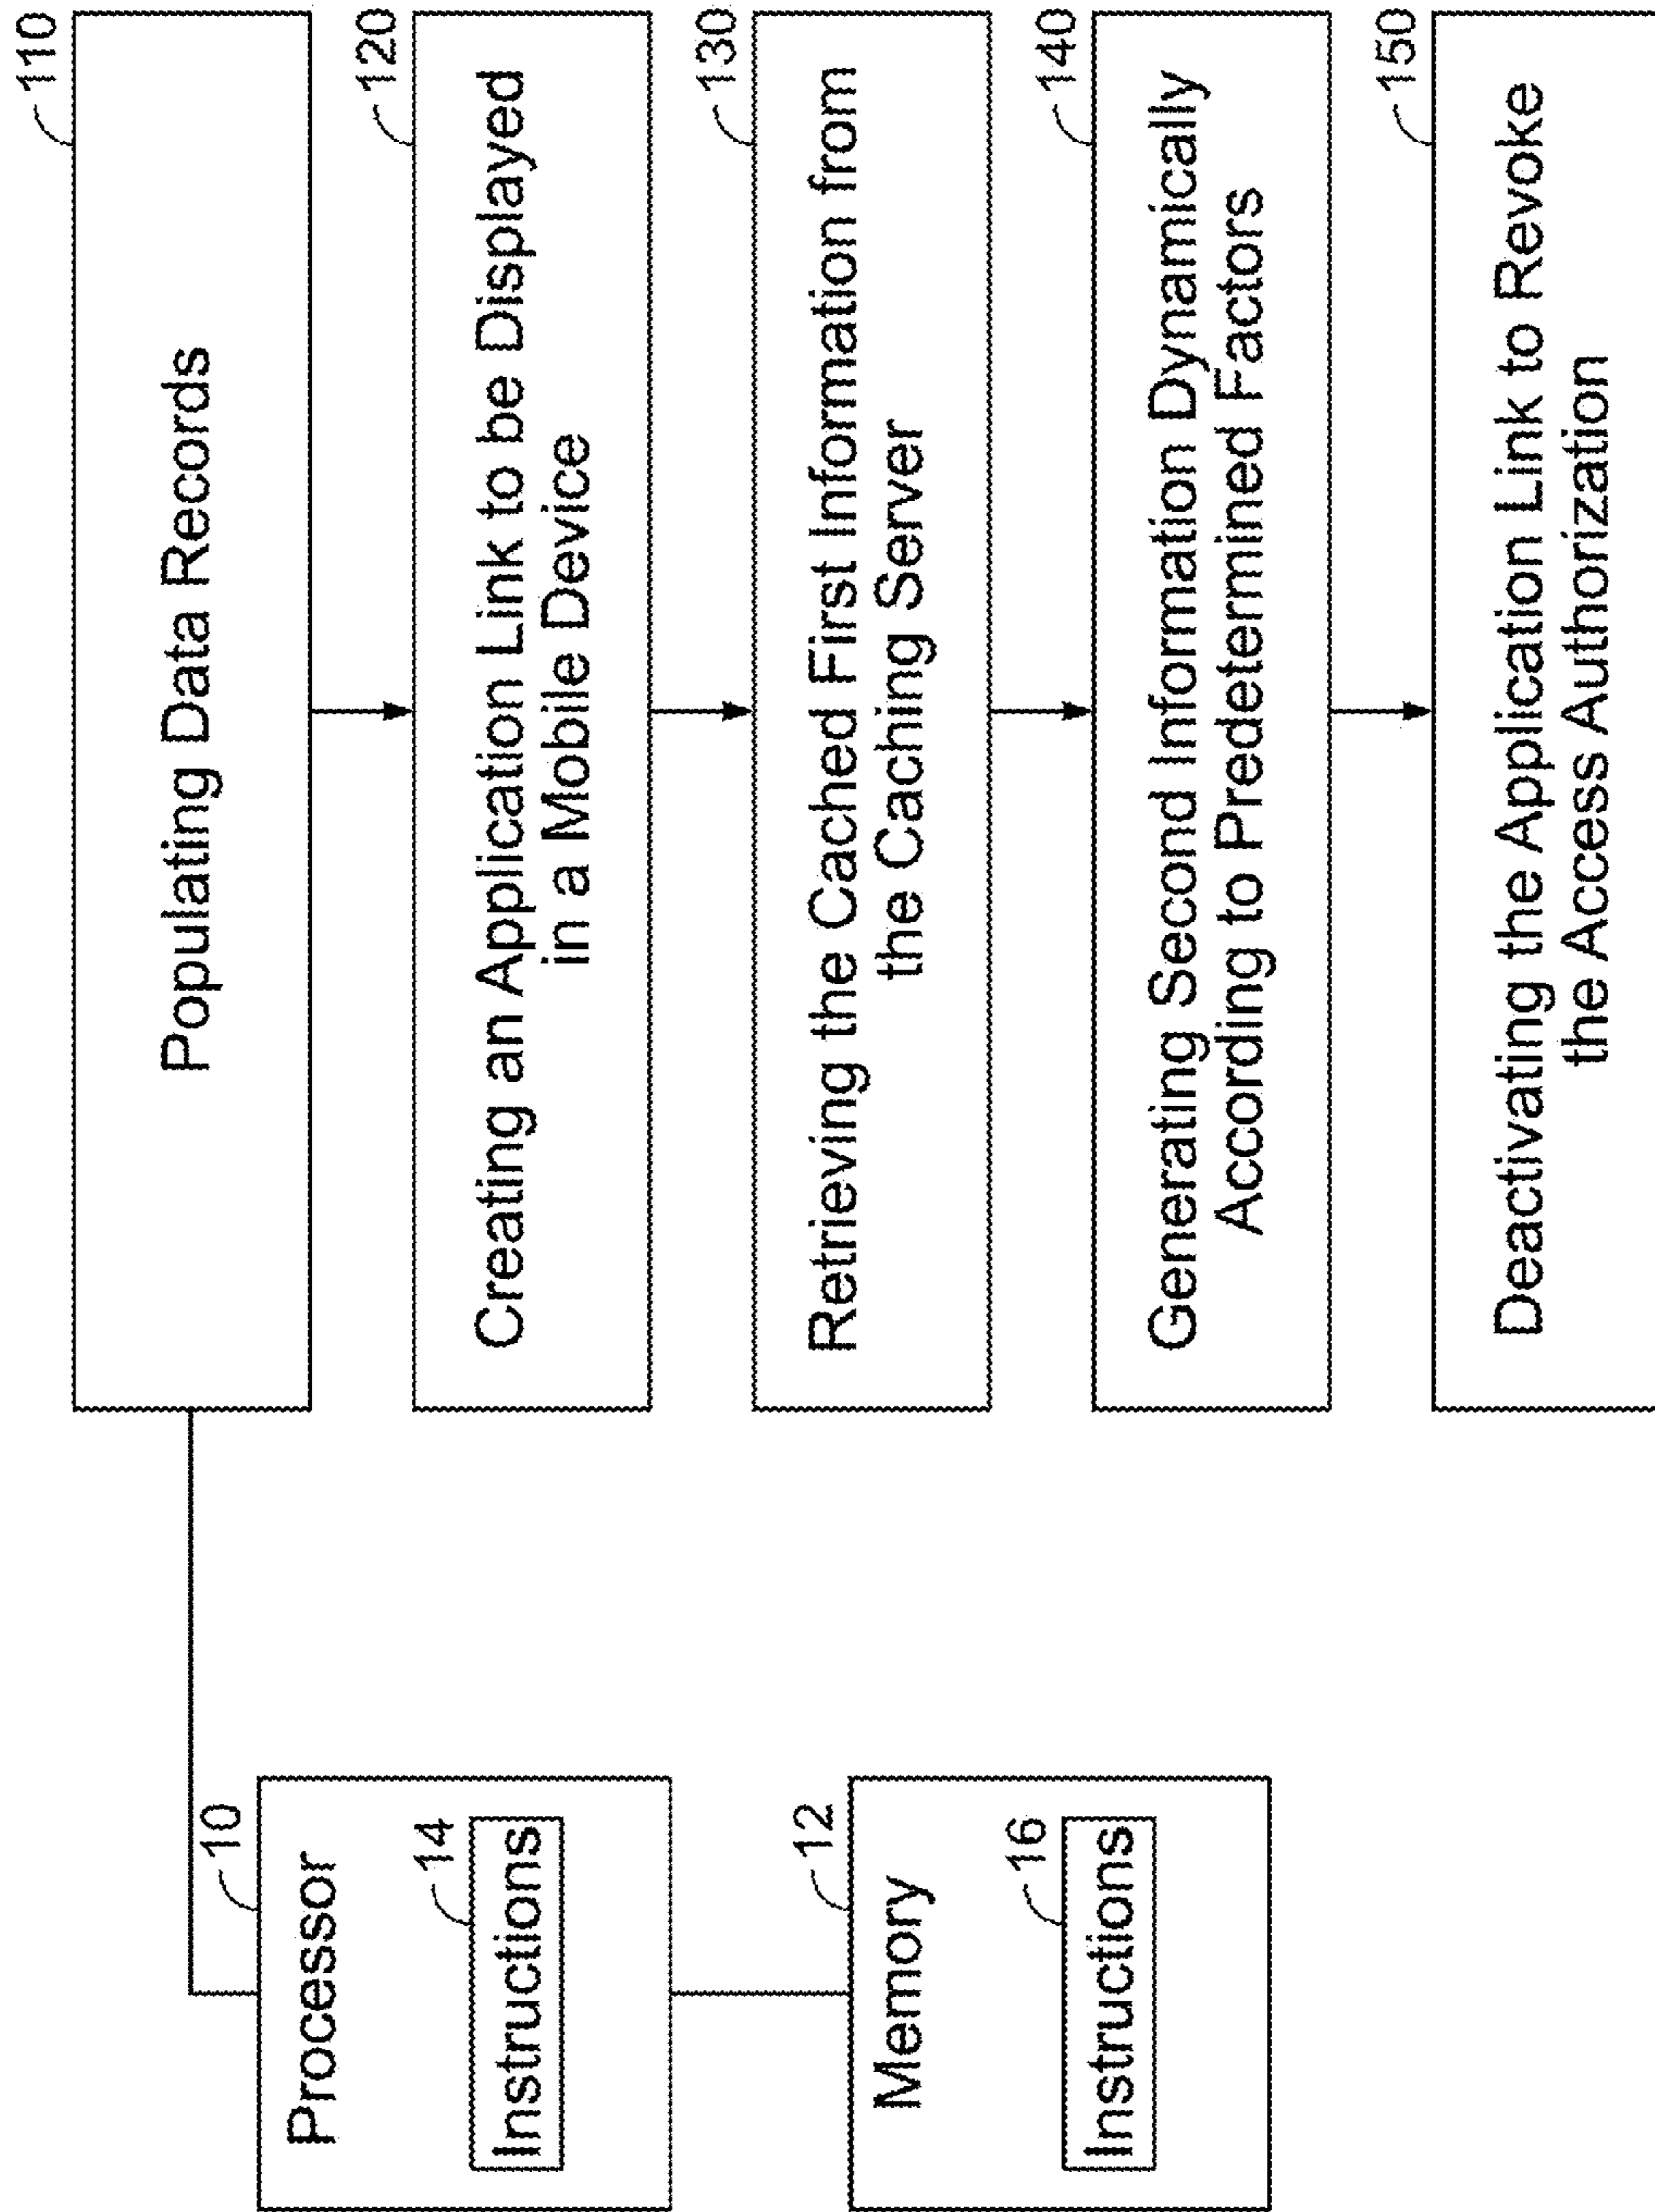 10
Processor
14
Instructions
12
Memory
16
Instructions
110
Populating Data Records
120
Creating an Application Link to be Displayed
in a Mobile Device
130
Retrieving the Cached First Information from
the Caching Server
140
Generating Second Information Dynamically
According to Predetermined Factors
150
Deactivating the Application Link to Revoke
the Access Authorization